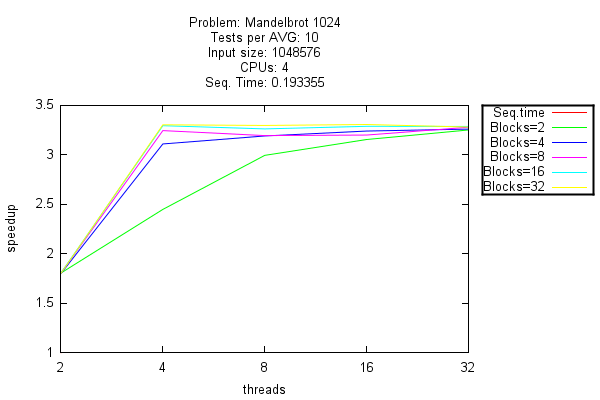 Problem: Mandelbrot 1024
Tests per AVG: 10
Input size: 1048576
CPUs: 4
Seq. Time: 0.193355
3.5
3
2.5
2
1.5
1
speedup
2
4
8
16
32
threads
Seq.time
Blocks=2
Blocks=4
Blocks=8
Blocks=16
Blocks=32